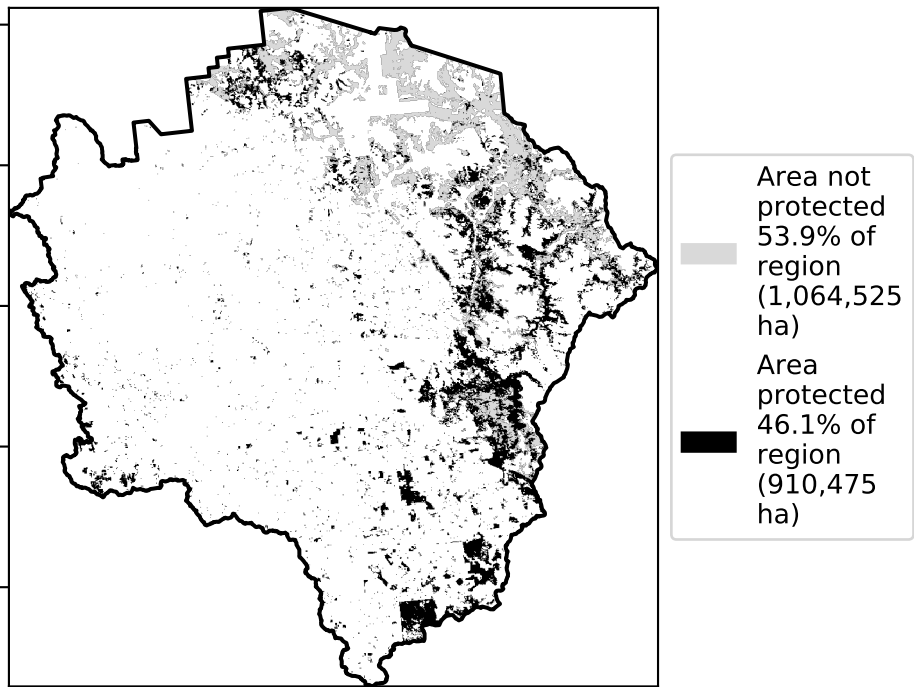 Area not
protected
53.9% of
region
(1,064,525
ha)
Area
protected
46.1% of
region
(910,475
ha)